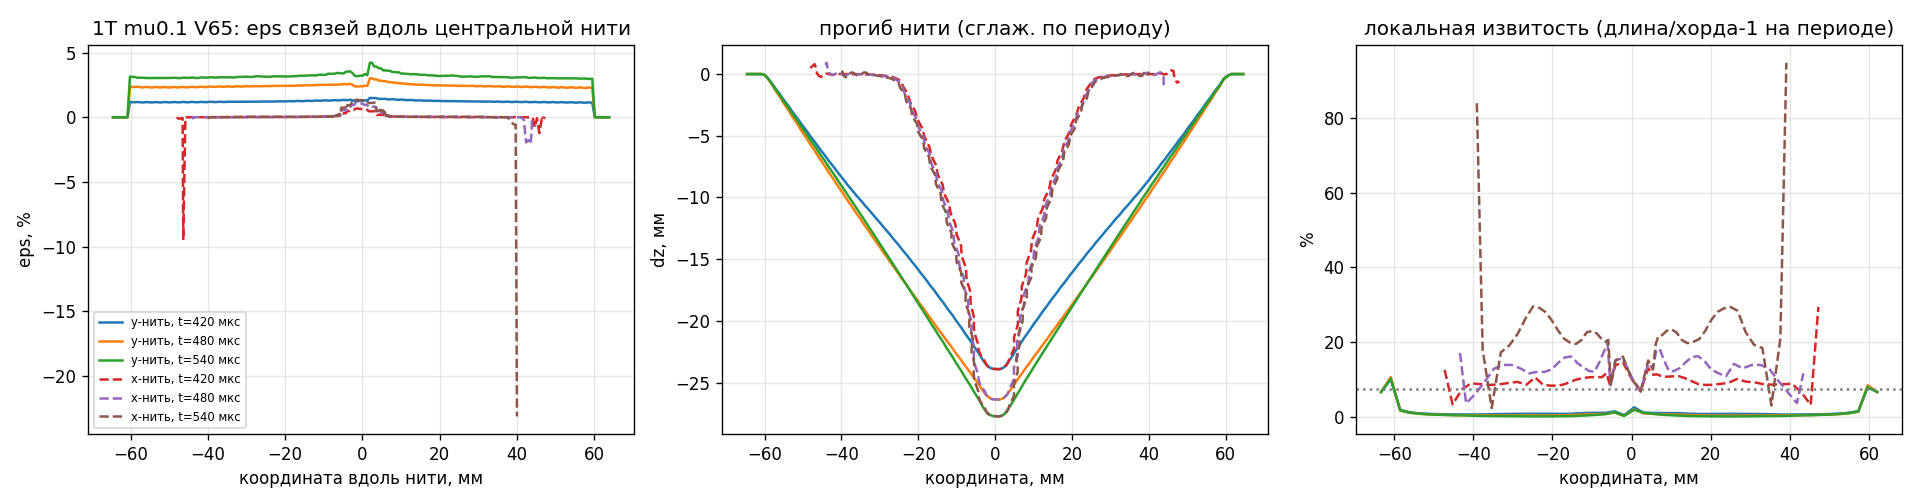 1T mu0.1 V65: eps связей вдоль центральной нити
5
0
−5
−10
−15
−20
eps, %
y-нить, t=420 мкс
y-нить, t=480 мкс
y-нить, t=540 мкс
x-нить, t=420 мкс
x-нить, t=480 мкс
x-нить, t=540 мкс
−60 −40 −20 0 20 40 60
координата вдоль нити, мм
прогиб нити (сглаж. по периоду)
0
−5
−10
−15
−20
−25
dz, мм
−60 −40 −20 0 20 40 60
координата, мм
локальная извитость (длина/хорда-1 на периоде)
80
60
40
20
0
%
−60 −40 −20 0 20 40 60
координата, мм